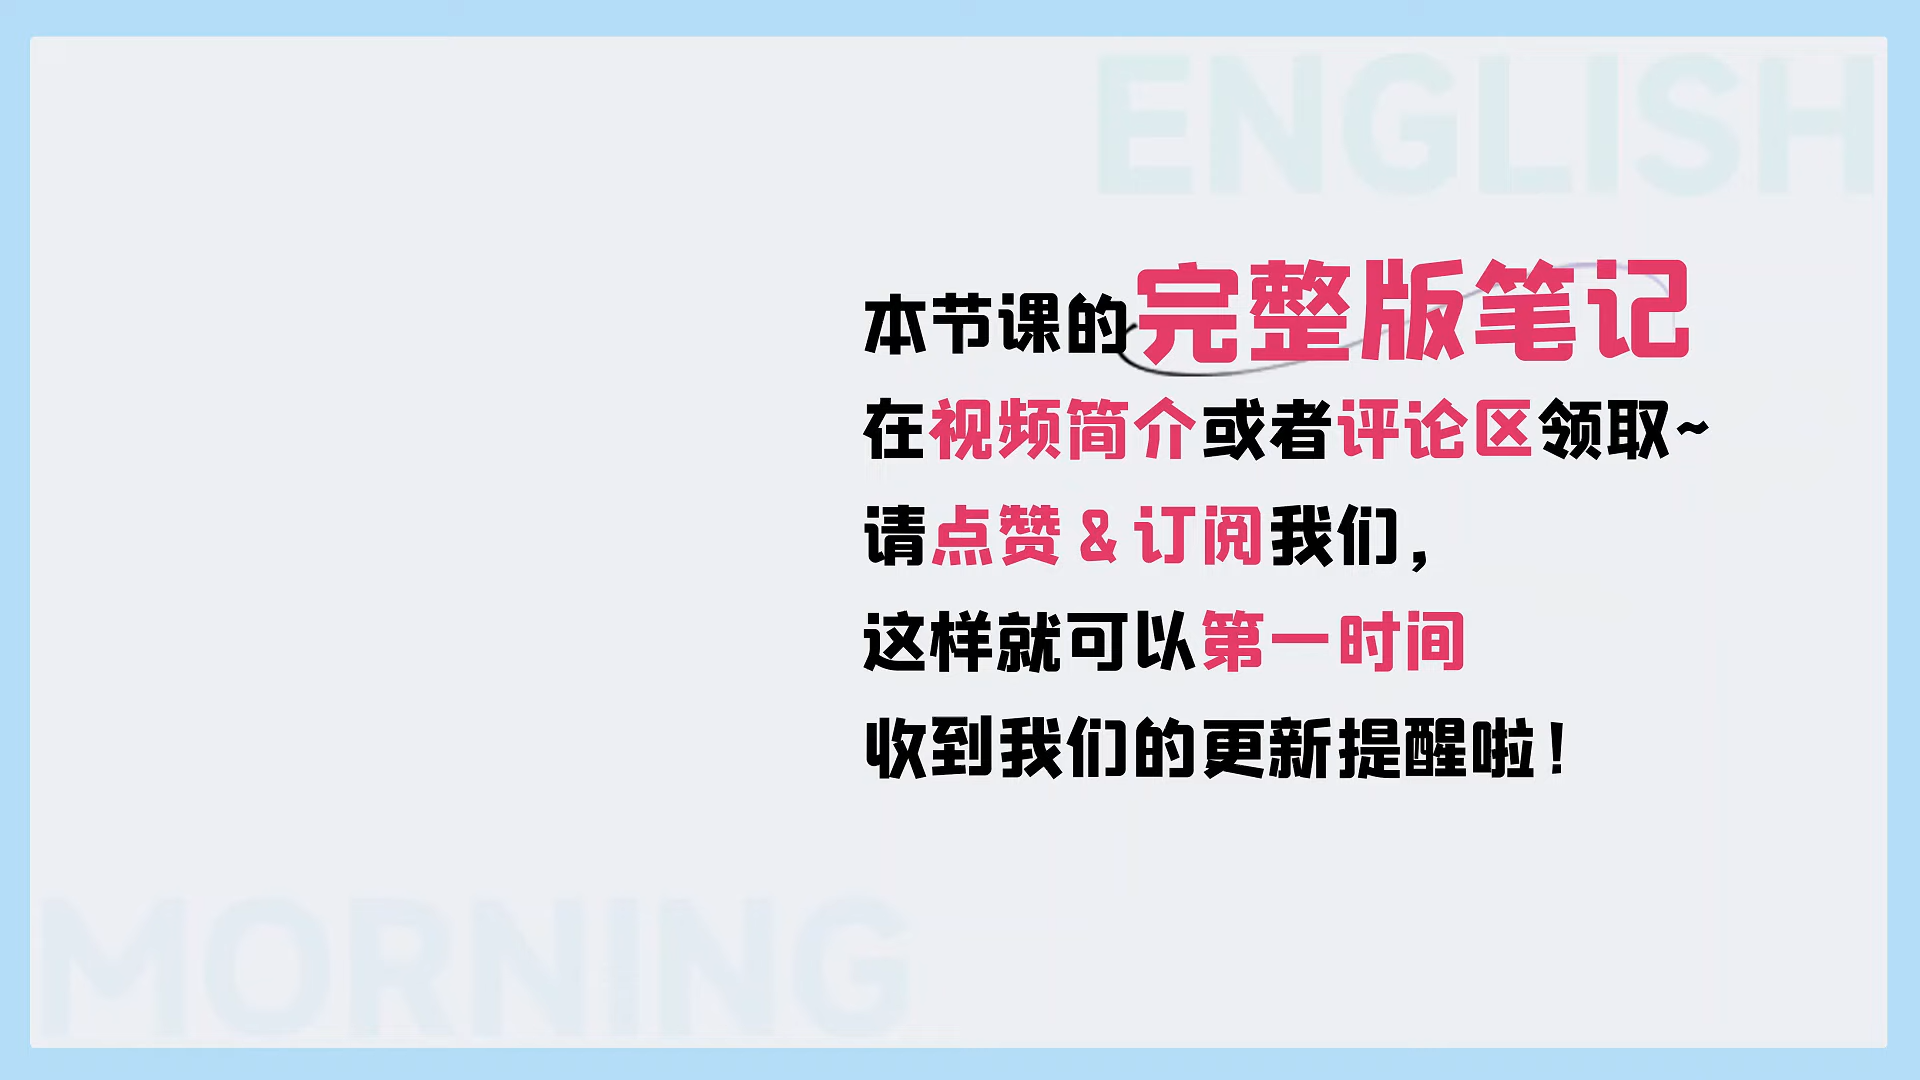 ENGLISH
本节课的完整版笔记
在视频简介或者评论区领取~
请点赞&订阅我们，
这样就可以第一时间
收到我们的更新提醒啦！
MORNING